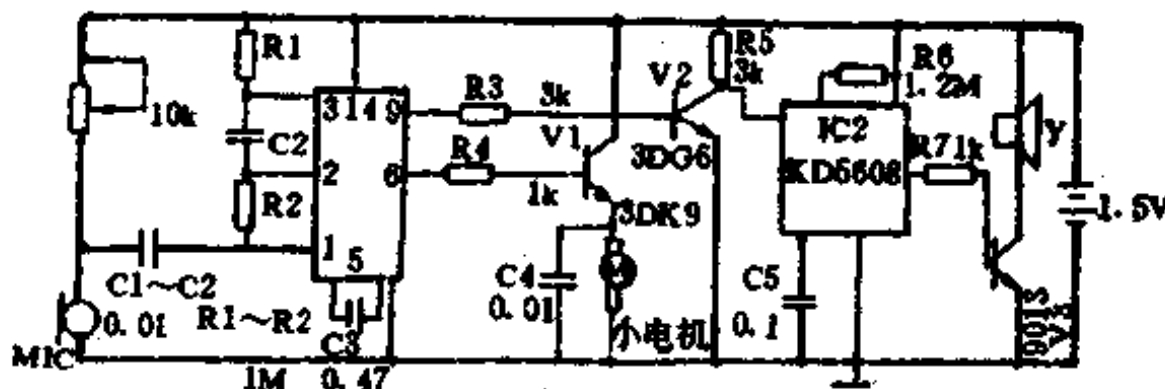 R1
10k
C2
R2
3 14 9
2
6
1
5
R3
3k
R4
1k
V1
3DK9
V2
3DG6
R5
3k
R6
1.2M
IC2
KD5608
R7 1k
Y
1.5V
C1～C2
0.01
R1～R2
1M
C3
0.47
MIC
C4
0.01
M
小电机
C5
0.1
9013
V3